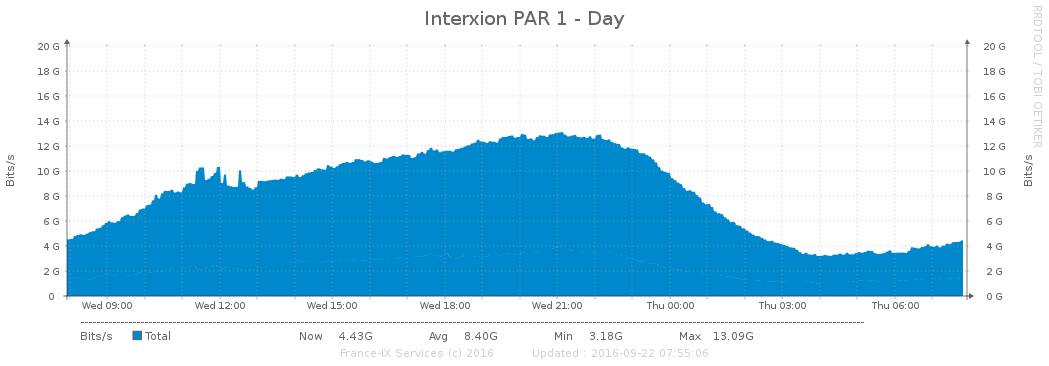 Interxion PAR 1 - Day
RRDTOOL / TOBI OETIKER
Bits/s
Bits/s
20 G 20 G
18 G 18 G
16 G 16 G
14 G 14 G
12 G 12 G
10 G 10 G
8 G 8 G
6 G 6 G
4 G 4 G
2 G 2 G
0 0 G
Wed 09:00 Wed 12:00 Wed 15:00 Wed 18:00 Wed 21:00 Thu 00:00 Thu 03:00 Thu 06:00
Bits/s Total Now 4.43G Avg 8.40G Min 3.18G Max 13.09G
France-IX Services (c) 2016 Updated : 2016-09-22 07:55:06